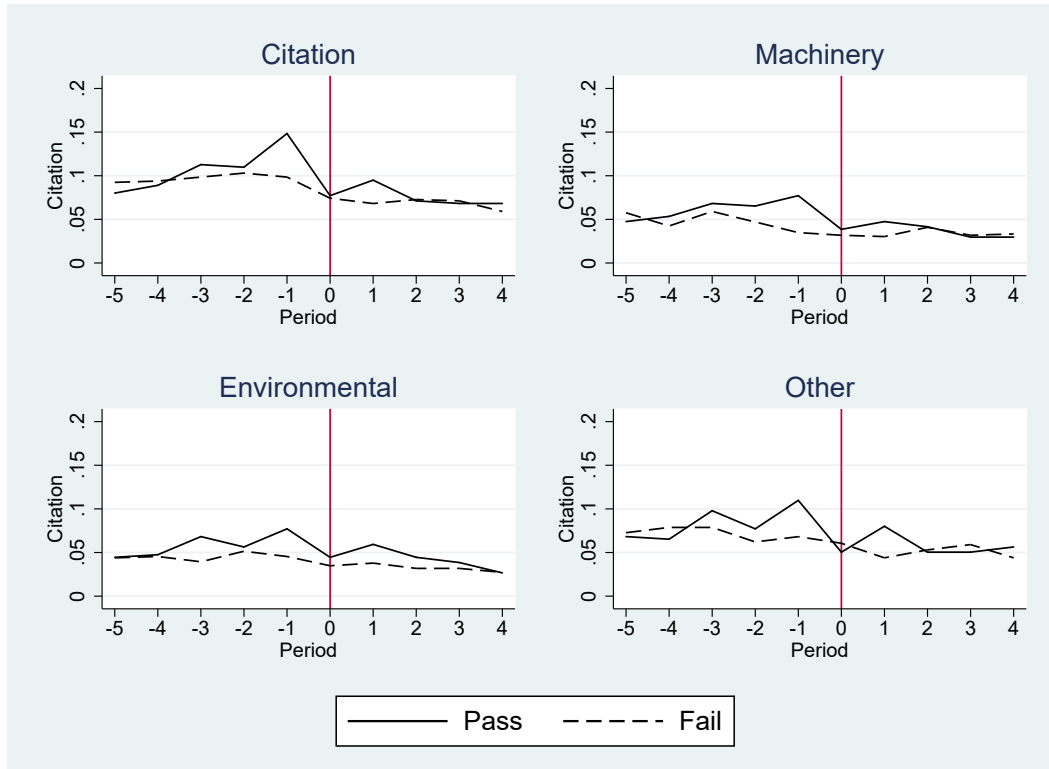 Citation
Machinery
Citation
.2
.15
.1
.05
0
-5 -4 -3 -2 -1 0 1 2 3 4
Period
Citation
.2
.15
.1
.05
0
-5 -4 -3 -2 -1 0 1 2 3 4
Period
Environmental
Other
Citation
.2
.15
.1
.05
0
-5 -4 -3 -2 -1 0 1 2 3 4
Period
Citation
.2
.15
.1
.05
0
-5 -4 -3 -2 -1 0 1 2 3 4
Period
Pass Fail